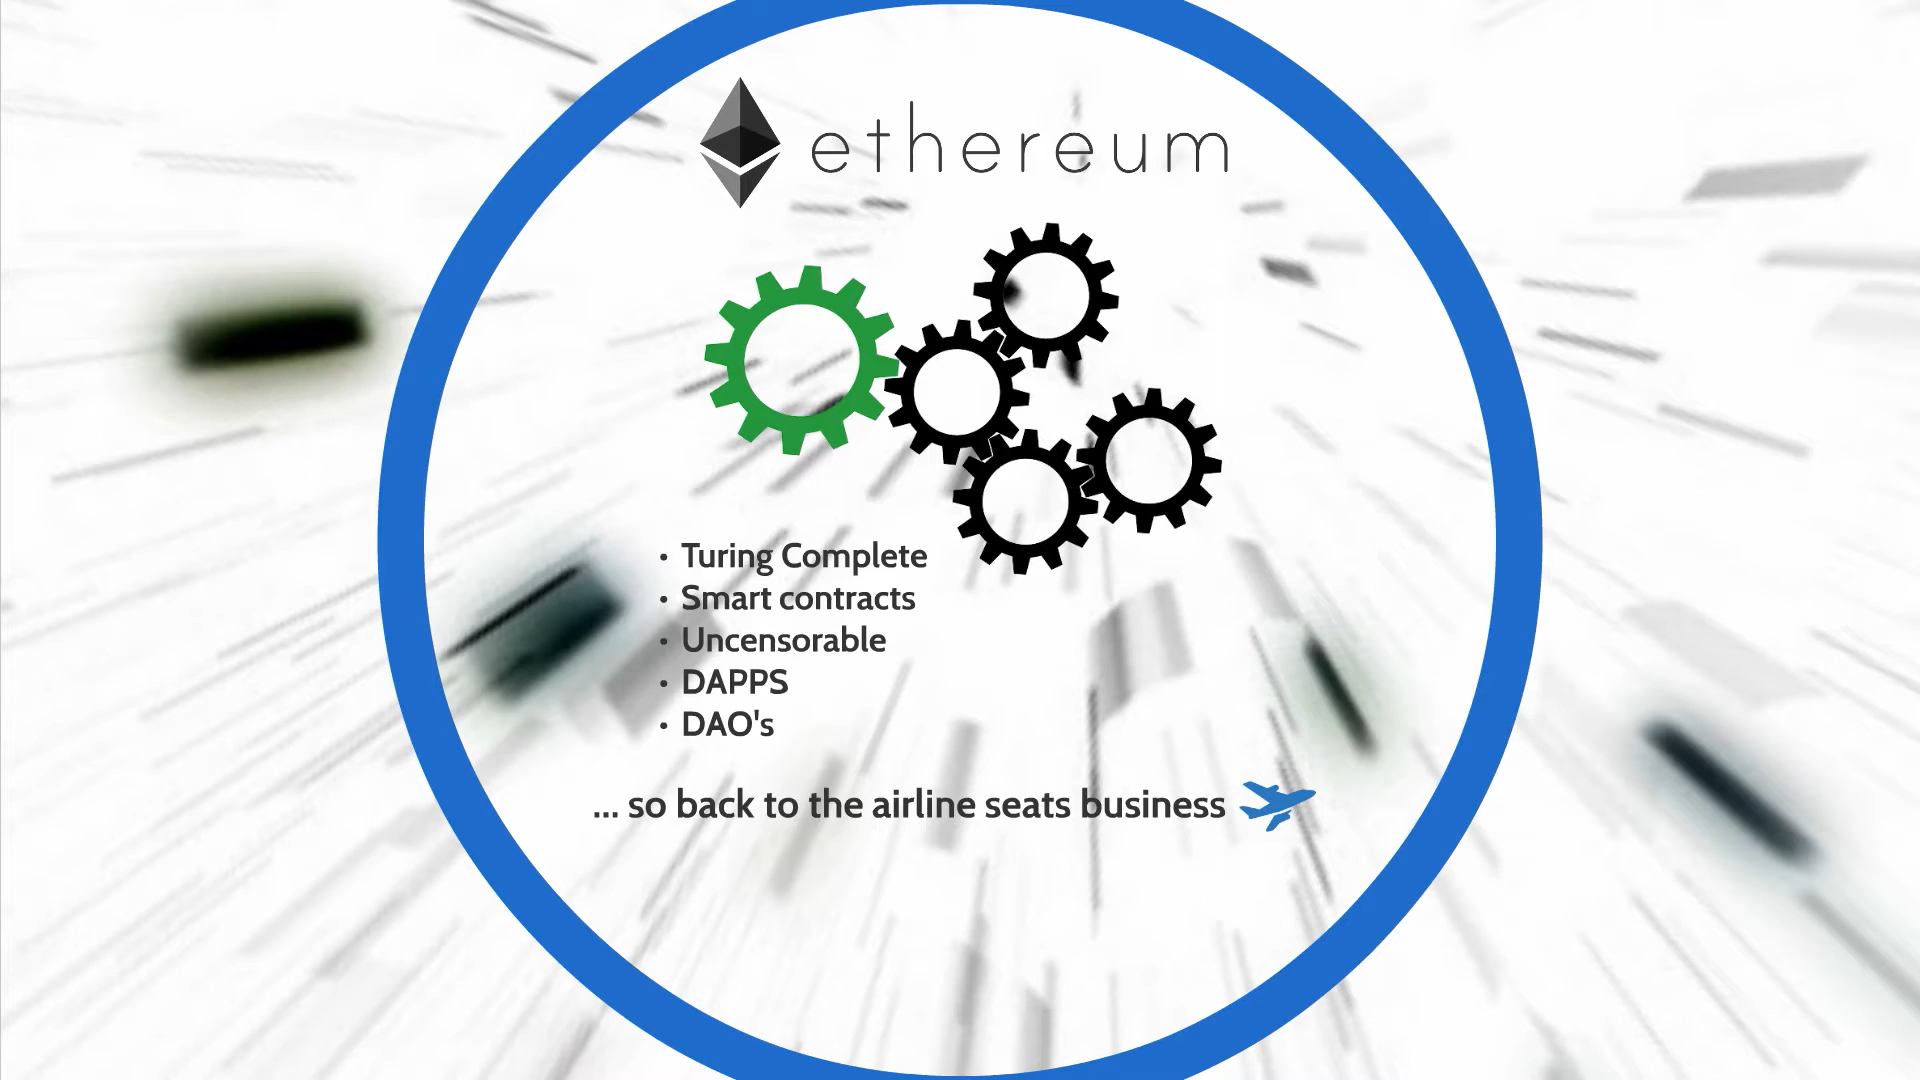 ethereum
• Turing Complete
• Smart contracts
• Uncensorable
• DAPPS
• DAO's
... so back to the airline seats business